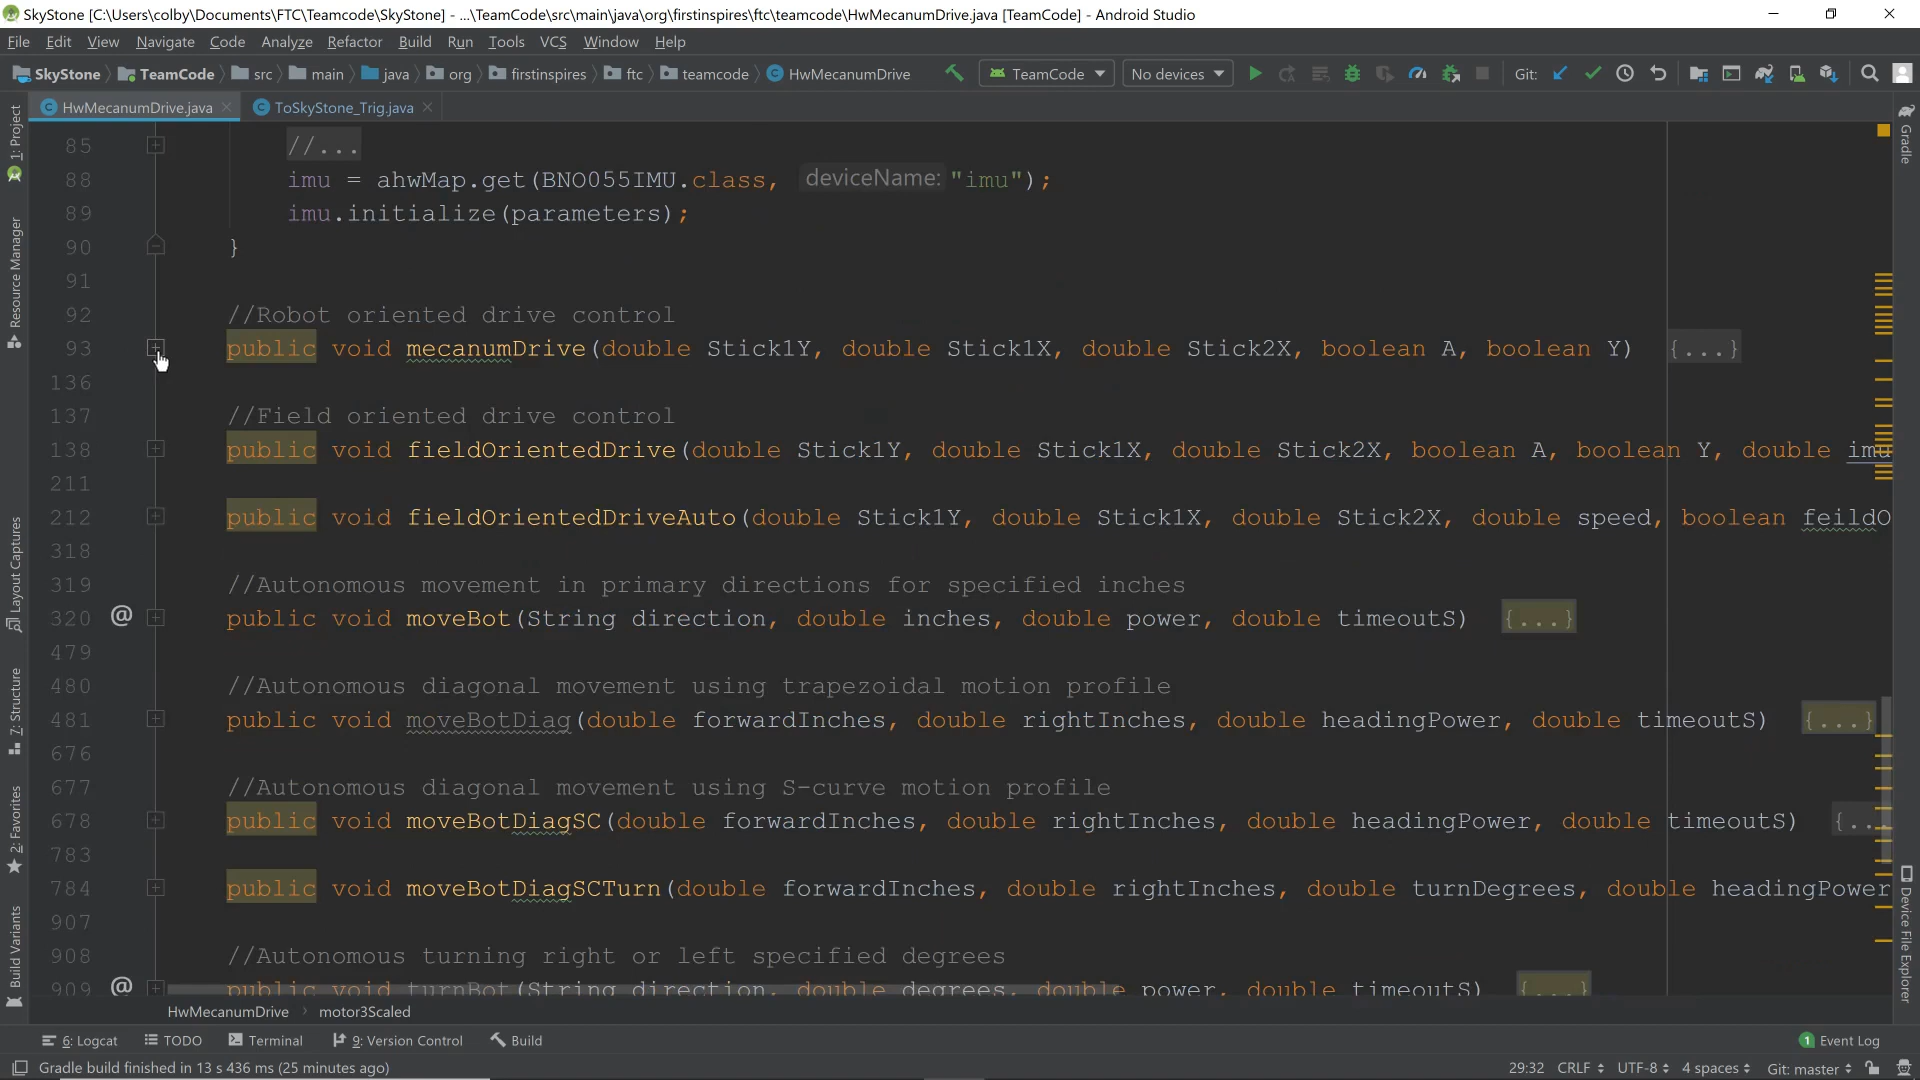 SkyStone [C:\Users\colby\Documents\FTC\Teamcode\SkyStone] - ...\TeamCode\src\main\java\org\firstinspires\ftc\teamcode\HwMecanumDrive.java [TeamCode] - Android Studio
File Edit View Navigate Code Analyze Refactor Build Run Tools VCS Window Help
SkyStone TeamCode src main java org firstinspires ftc teamcode HwMecanumDrive TeamCode No devices Git:
HwMecanumDrive.java ToSkyStone_Trig.java
85 //...
88 imu = ahwMap.get(BNO055IMU.class, deviceName: "imu");
89 imu.initialize(parameters);
90 }
91
92 //Robot oriented drive control
93 public void mecanumDrive(double Stick1Y, double Stick1X, double Stick2X, boolean A, boolean Y) {...}
136
137 //Field oriented drive control
138 public void fieldOrientedDrive(double Stick1Y, double Stick1X, double Stick2X, boolean A, boolean Y, double imu
211
212 public void fieldOrientedDriveAuto(double Stick1Y, double Stick1X, double Stick2X, double speed, boolean feildO
318
319 //Autonomous movement in primary directions for specified inches
320 @ public void moveBot(String direction, double inches, double power, double timeoutS) {...}
479
480 //Autonomous diagonal movement using trapezoidal motion profile
481 public void moveBotDiag(double forwardInches, double rightInches, double headingPower, double timeoutS) {...}
676
677 //Autonomous diagonal movement using S-curve motion profile
678 public void moveBotDiagSC(double forwardInches, double rightInches, double headingPower, double timeoutS) {...
783
784 public void moveBotDiagSCTurn(double forwardInches, double rightInches, double turnDegrees, double headingPower
907
908 //Autonomous turning right or left specified degrees
909 @ public void turnBot(String direction, double degrees, double power, double timeoutS) {...}
HwMecanumDrive › motor3Scaled
6: Logcat TODO Terminal 9: Version Control Build 1 Event Log
Gradle build finished in 13 s 436 ms (25 minutes ago) 29:32 CRLF UTF-8 4 spaces Git: master
1: Project
Resource Manager
Layout Captures
7: Structure
2: Favorites
Build Variants
Gradle
Device File Explorer